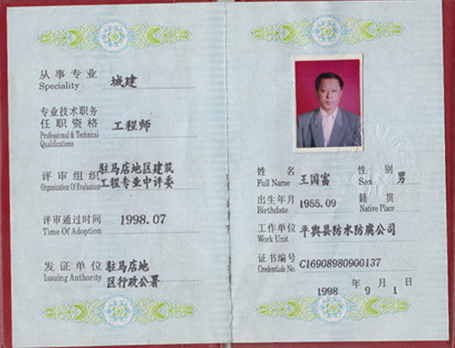 从事专业 城建
Speciality
专业技术职务
任职资格 工程师
Professional & Technical
Qualifications
驻马店地区建筑
评审组织 工程专业中评委
Organization Of Evaluation
评审通过时间 1998.07
Time Of Adoption
发证单位 驻马店地
Issuing Authority 区行政公署
姓名 王国富 性别 男
Full Name Sex
出生年月 1955.09 籍贯
Birthdate Native Place
工作单位 平舆县防水防腐公司
Work Unit
证书编号 C16908980900137
Credentials No.
1998 年 9 月 1 日